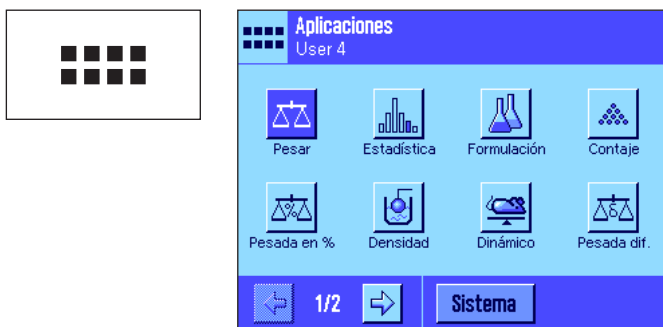 Aplicaciones
User 4
Pesar Estadística Formulación Contaje
Pesada en % Densidad Dinámico Pesada dif.
1/2 Sistema